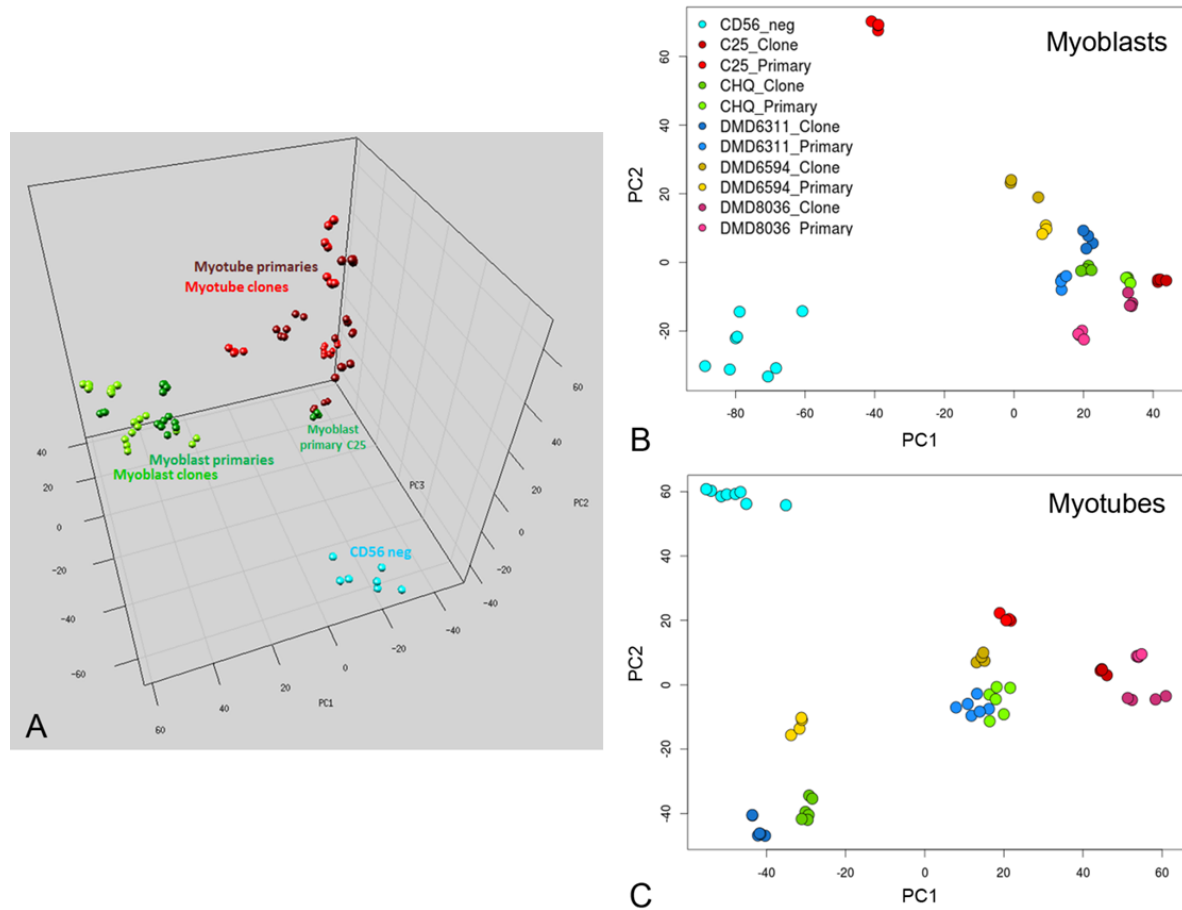 Myotube primaries
Myotube clones
Myoblast
primary C25
Myoblast primaries
Myoblast clones
CD56 neg
40
20
0
-20
-40
-60
60
40
20
0
-20
-40
PC1
60
40
20
0
-20
-40
PC2
PC3
A
CD56_neg
C25_Clone
C25_Primary
CHQ_Clone
CHQ_Primary
DMD6311_Clone
DMD6311_Primary
DMD6594_Clone
DMD6594_Primary
DMD8036_Clone
DMD8036 Primary
Myoblasts
60
40
20
0
-20
PC2
-80
-60
-40
-20
0
20
40
PC1
B
Myotubes
60
40
20
0
-20
-40
PC2
-40
-20
0
20
40
60
PC1
C